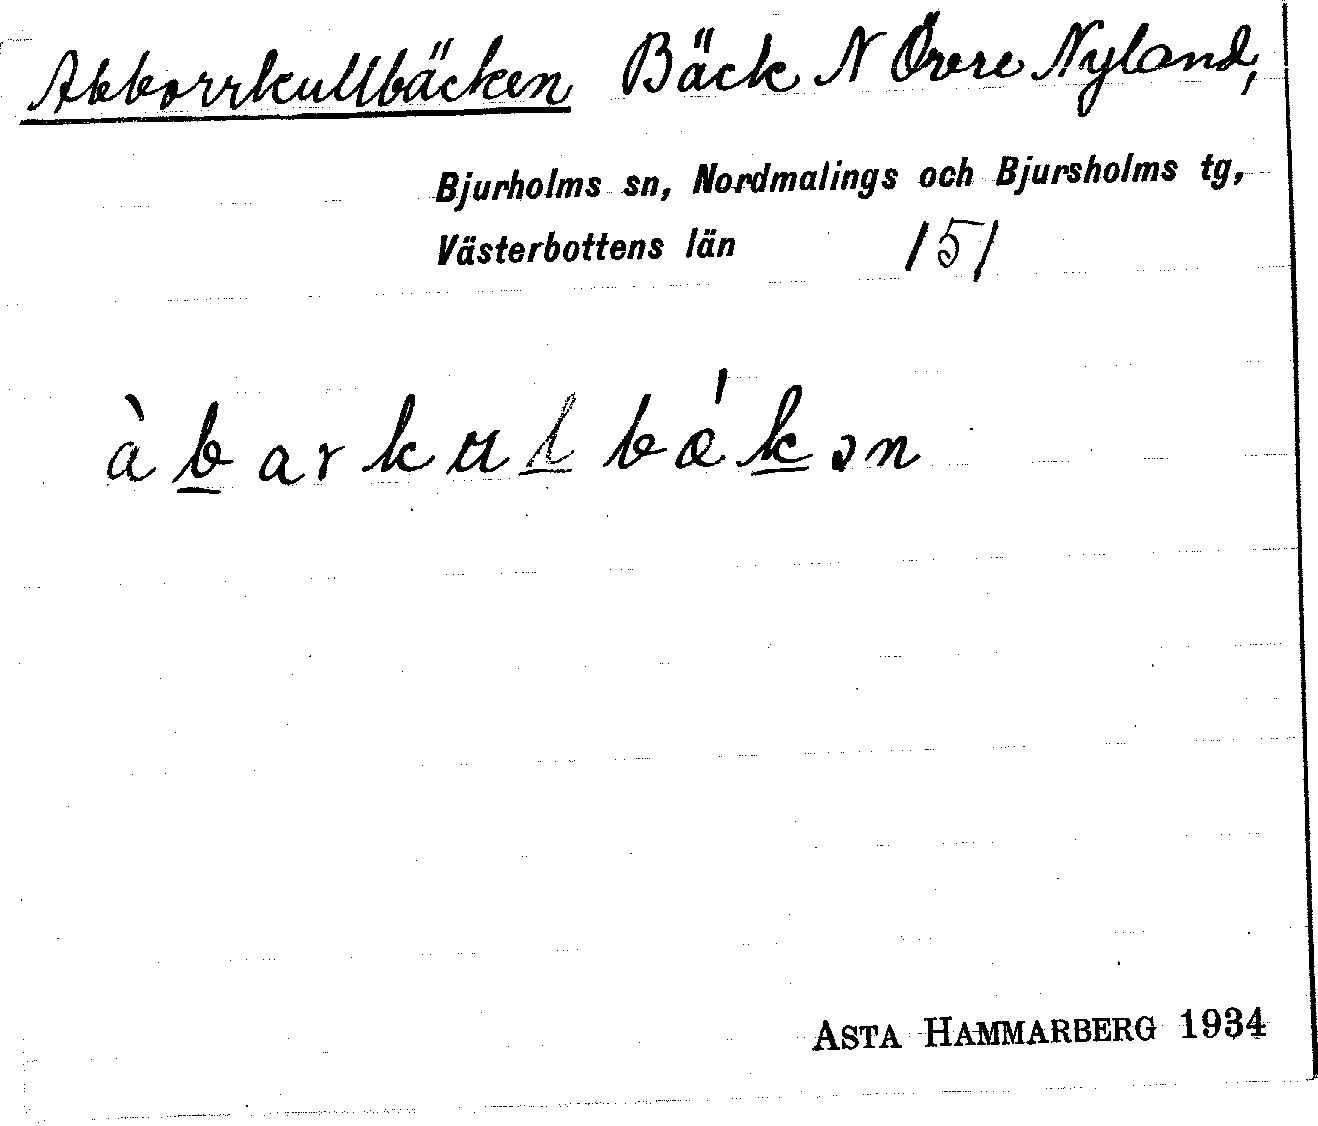 Abborrkullbäcken Bäck N Övre Nyland,
Bjurholms sn, Nordmalings och Bjursholms tg,
Västerbottens län 151
àbarkulbákən
ASTA HAMMARBERG 1934